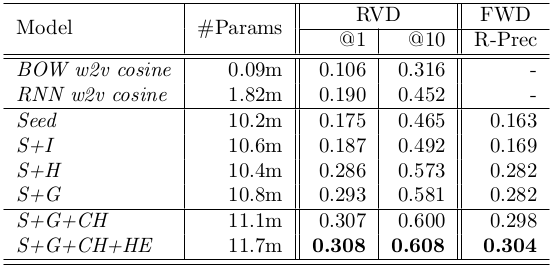 Model #Params RVD FWD
@1 @10 R-Prec
BOW w2v cosine 0.09m 0.106 0.316 -
RNN w2v cosine 1.82m 0.190 0.452 -
Seed 10.2m 0.175 0.465 0.163
S+I 10.6m 0.187 0.492 0.169
S+H 10.4m 0.286 0.573 0.282
S+G 10.8m 0.293 0.581 0.282
S+G+CH 11.1m 0.307 0.600 0.298
S+G+CH+HE 11.7m 0.308 0.608 0.304